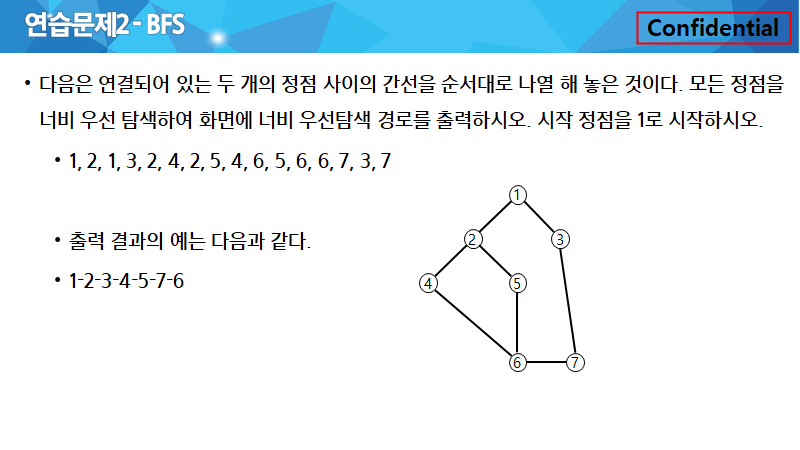 연습문제2 - BFS
Confidential
• 다음은 연결되어 있는 두 개의 정점 사이의 간선을 순서대로 나열 해 놓은 것이다. 모든 정점을
너비 우선 탐색하여 화면에 너비 우선탐색 경로를 출력하시오. 시작 정점을 1로 시작하시오.
• 1, 2, 1, 3, 2, 4, 2, 5, 4, 6, 5, 6, 6, 7, 3, 7
• 출력 결과의 예는 다음과 같다.
• 1-2-3-4-5-7-6
1
2 3
4 5
6 7